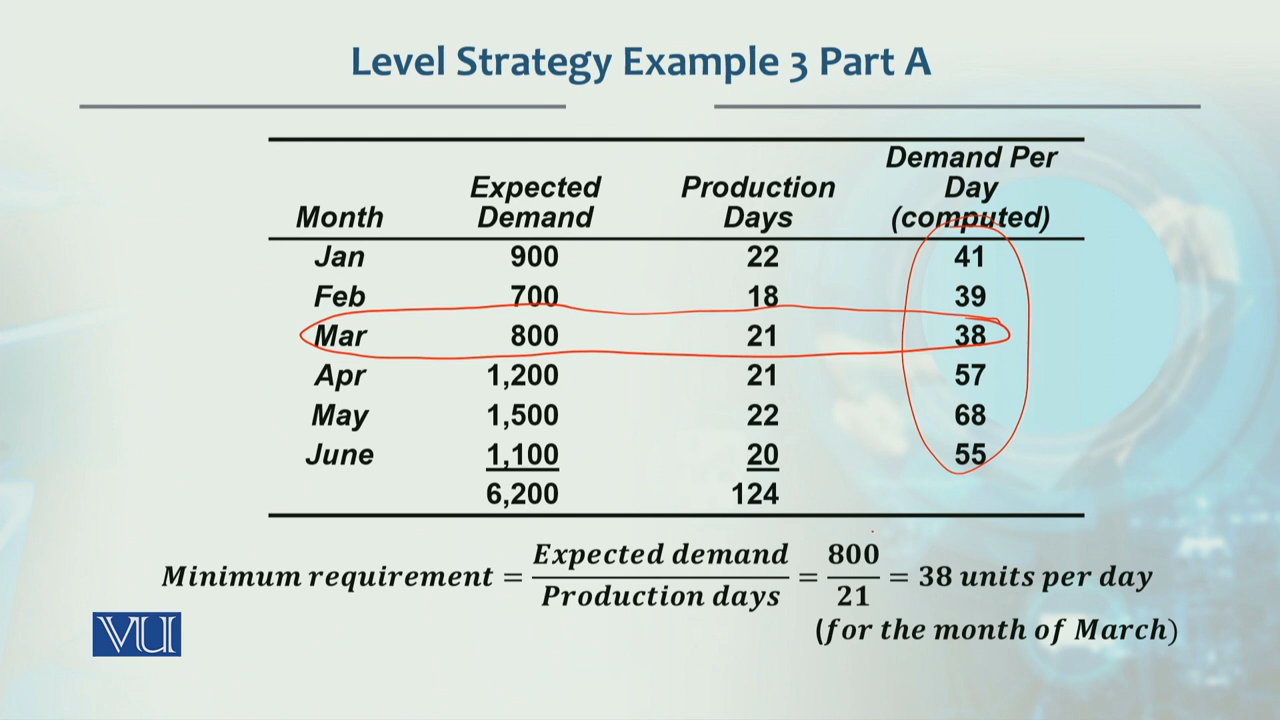 Level Strategy Example 3 Part A
Month Expected Demand Production Days Demand Per Day (computed)
Jan 900 22 41
Feb 700 18 39
Mar 800 21 38
Apr 1,200 21 57
May 1,500 22 68
June 1,100 20 55
6,200 124
Minimum requirement = Expected demand / Production days = 800 / 21 = 38 units per day
(for the month of March)
VU